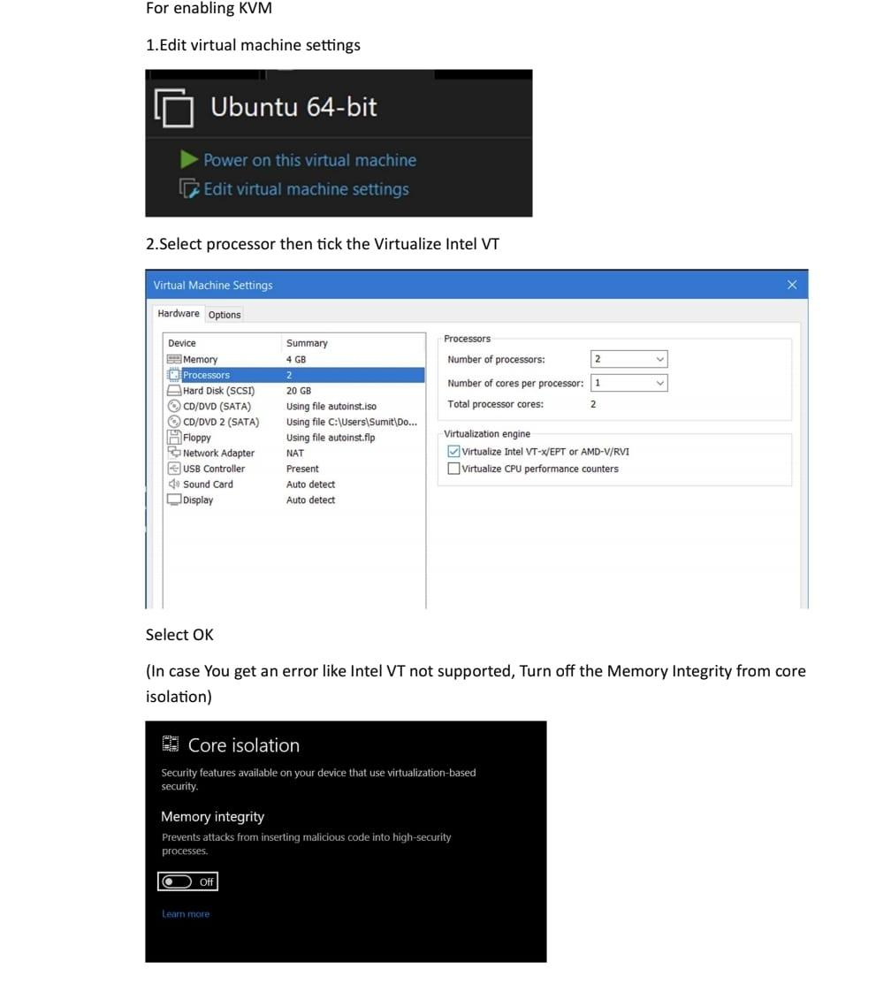 For enabling KVM
1.Edit virtual machine settings
Ubuntu 64-bit
Power on this virtual machine
Edit virtual machine settings
2.Select processor then tick the Virtualize Intel VT
Virtual Machine Settings
Hardware Options
Device Summary
Memory 4 GB
Processors 2
Hard Disk (SCSI) 20 GB
CD/DVD (SATA) Using file autoinst.iso
CD/DVD 2 (SATA) Using file C:\Users\Sumit\Do...
Floppy Using file autoinst.flp
Network Adapter NAT
USB Controller Present
Sound Card Auto detect
Display Auto detect
Processors
Number of processors: 2
Number of cores per processor: 1
Total processor cores: 2
Virtualization engine
Virtualize Intel VT-x/EPT or AMD-V/RVI
Virtualize CPU performance counters
Select OK
(In case You get an error like Intel VT not supported, Turn off the Memory Integrity from core
isolation)
Core isolation
Security features available on your device that use virtualization-based
security.
Memory integrity
Prevents attacks from inserting malicious code into high-security
processes.
Off
Learn more